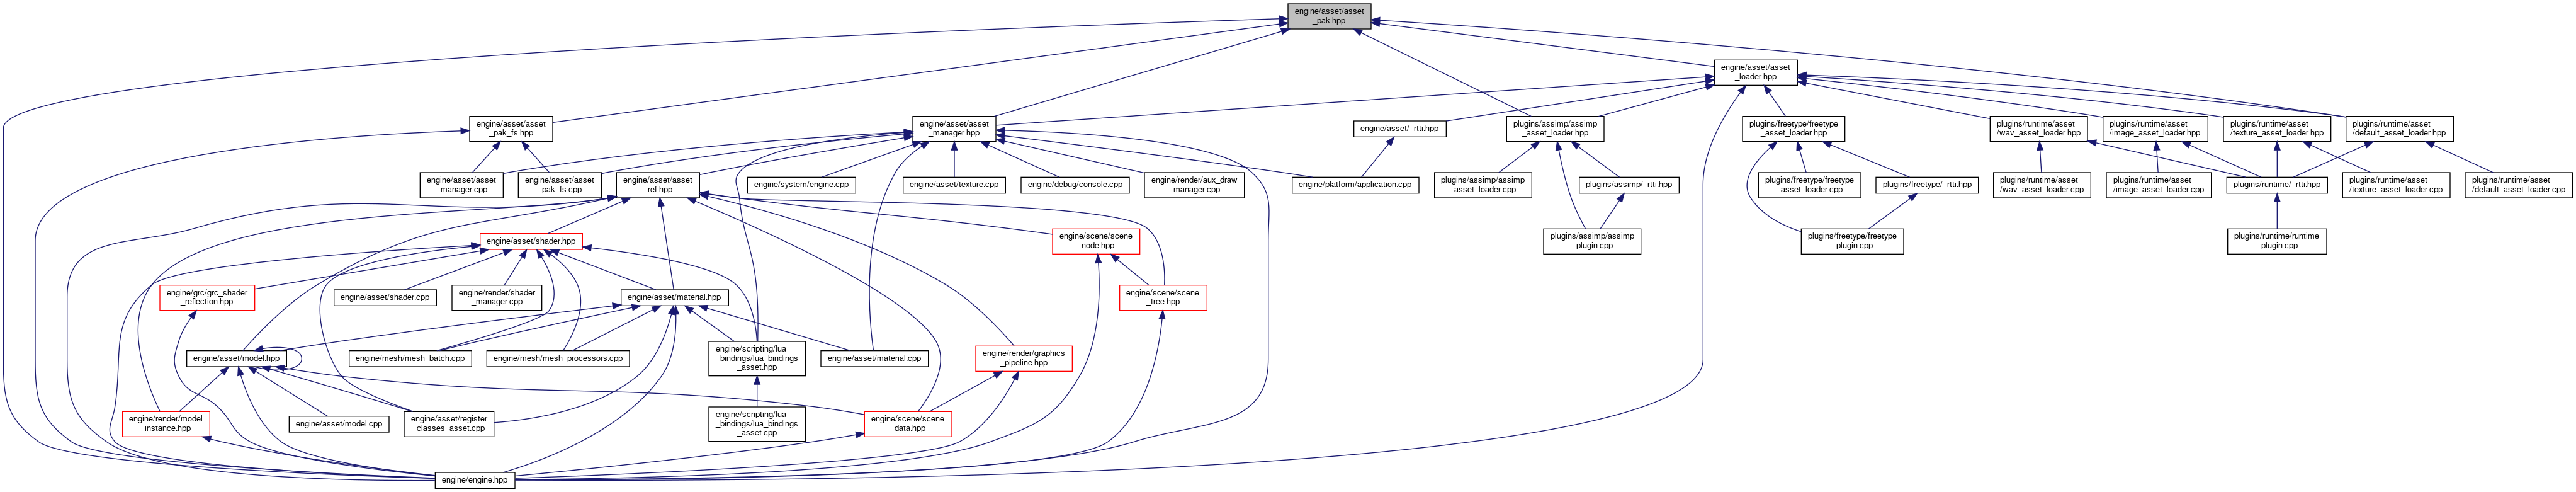 engine/asset/asset
_pak.hpp
engine/asset/asset
_loader.hpp
engine/asset/asset
_pak_fs.hpp
engine/asset/asset
_manager.hpp
engine/asset/_rtti.hpp
plugins/assimp/assimp
_asset_loader.hpp
plugins/freetype/freetype
_asset_loader.hpp
plugins/runtime/asset
/wav_asset_loader.hpp
plugins/runtime/asset
/image_asset_loader.hpp
plugins/runtime/asset
/texture_asset_loader.hpp
plugins/runtime/asset
/default_asset_loader.hpp
engine/asset/asset
_manager.cpp
engine/asset/asset
_pak_fs.cpp
engine/asset/asset
_ref.hpp
engine/system/engine.cpp
engine/asset/texture.cpp
engine/debug/console.cpp
engine/render/aux_draw
_manager.cpp
engine/platform/application.cpp
plugins/assimp/assimp
_asset_loader.cpp
plugins/assimp/_rtti.hpp
plugins/freetype/freetype
_asset_loader.cpp
plugins/freetype/_rtti.hpp
plugins/runtime/asset
/wav_asset_loader.cpp
plugins/runtime/asset
/image_asset_loader.cpp
plugins/runtime/_rtti.hpp
plugins/runtime/asset
/texture_asset_loader.cpp
plugins/runtime/asset
/default_asset_loader.cpp
engine/asset/shader.hpp
engine/scene/scene
_node.hpp
plugins/assimp/assimp
_plugin.cpp
plugins/freetype/freetype
_plugin.cpp
plugins/runtime/runtime
_plugin.cpp
engine/grc/grc_shader
_reflection.hpp
engine/asset/shader.cpp
engine/render/shader
_manager.cpp
engine/asset/material.hpp
engine/scene/scene
_tree.hpp
engine/asset/model.hpp
engine/mesh/mesh_batch.cpp
engine/mesh/mesh_processors.cpp
engine/scripting/lua
_bindings/lua_bindings
_asset.hpp
engine/asset/material.cpp
engine/render/graphics
_pipeline.hpp
engine/render/model
_instance.hpp
engine/asset/model.cpp
engine/asset/register
_classes_asset.cpp
engine/scripting/lua
_bindings/lua_bindings
_asset.cpp
engine/scene/scene
_data.hpp
engine/engine.hpp